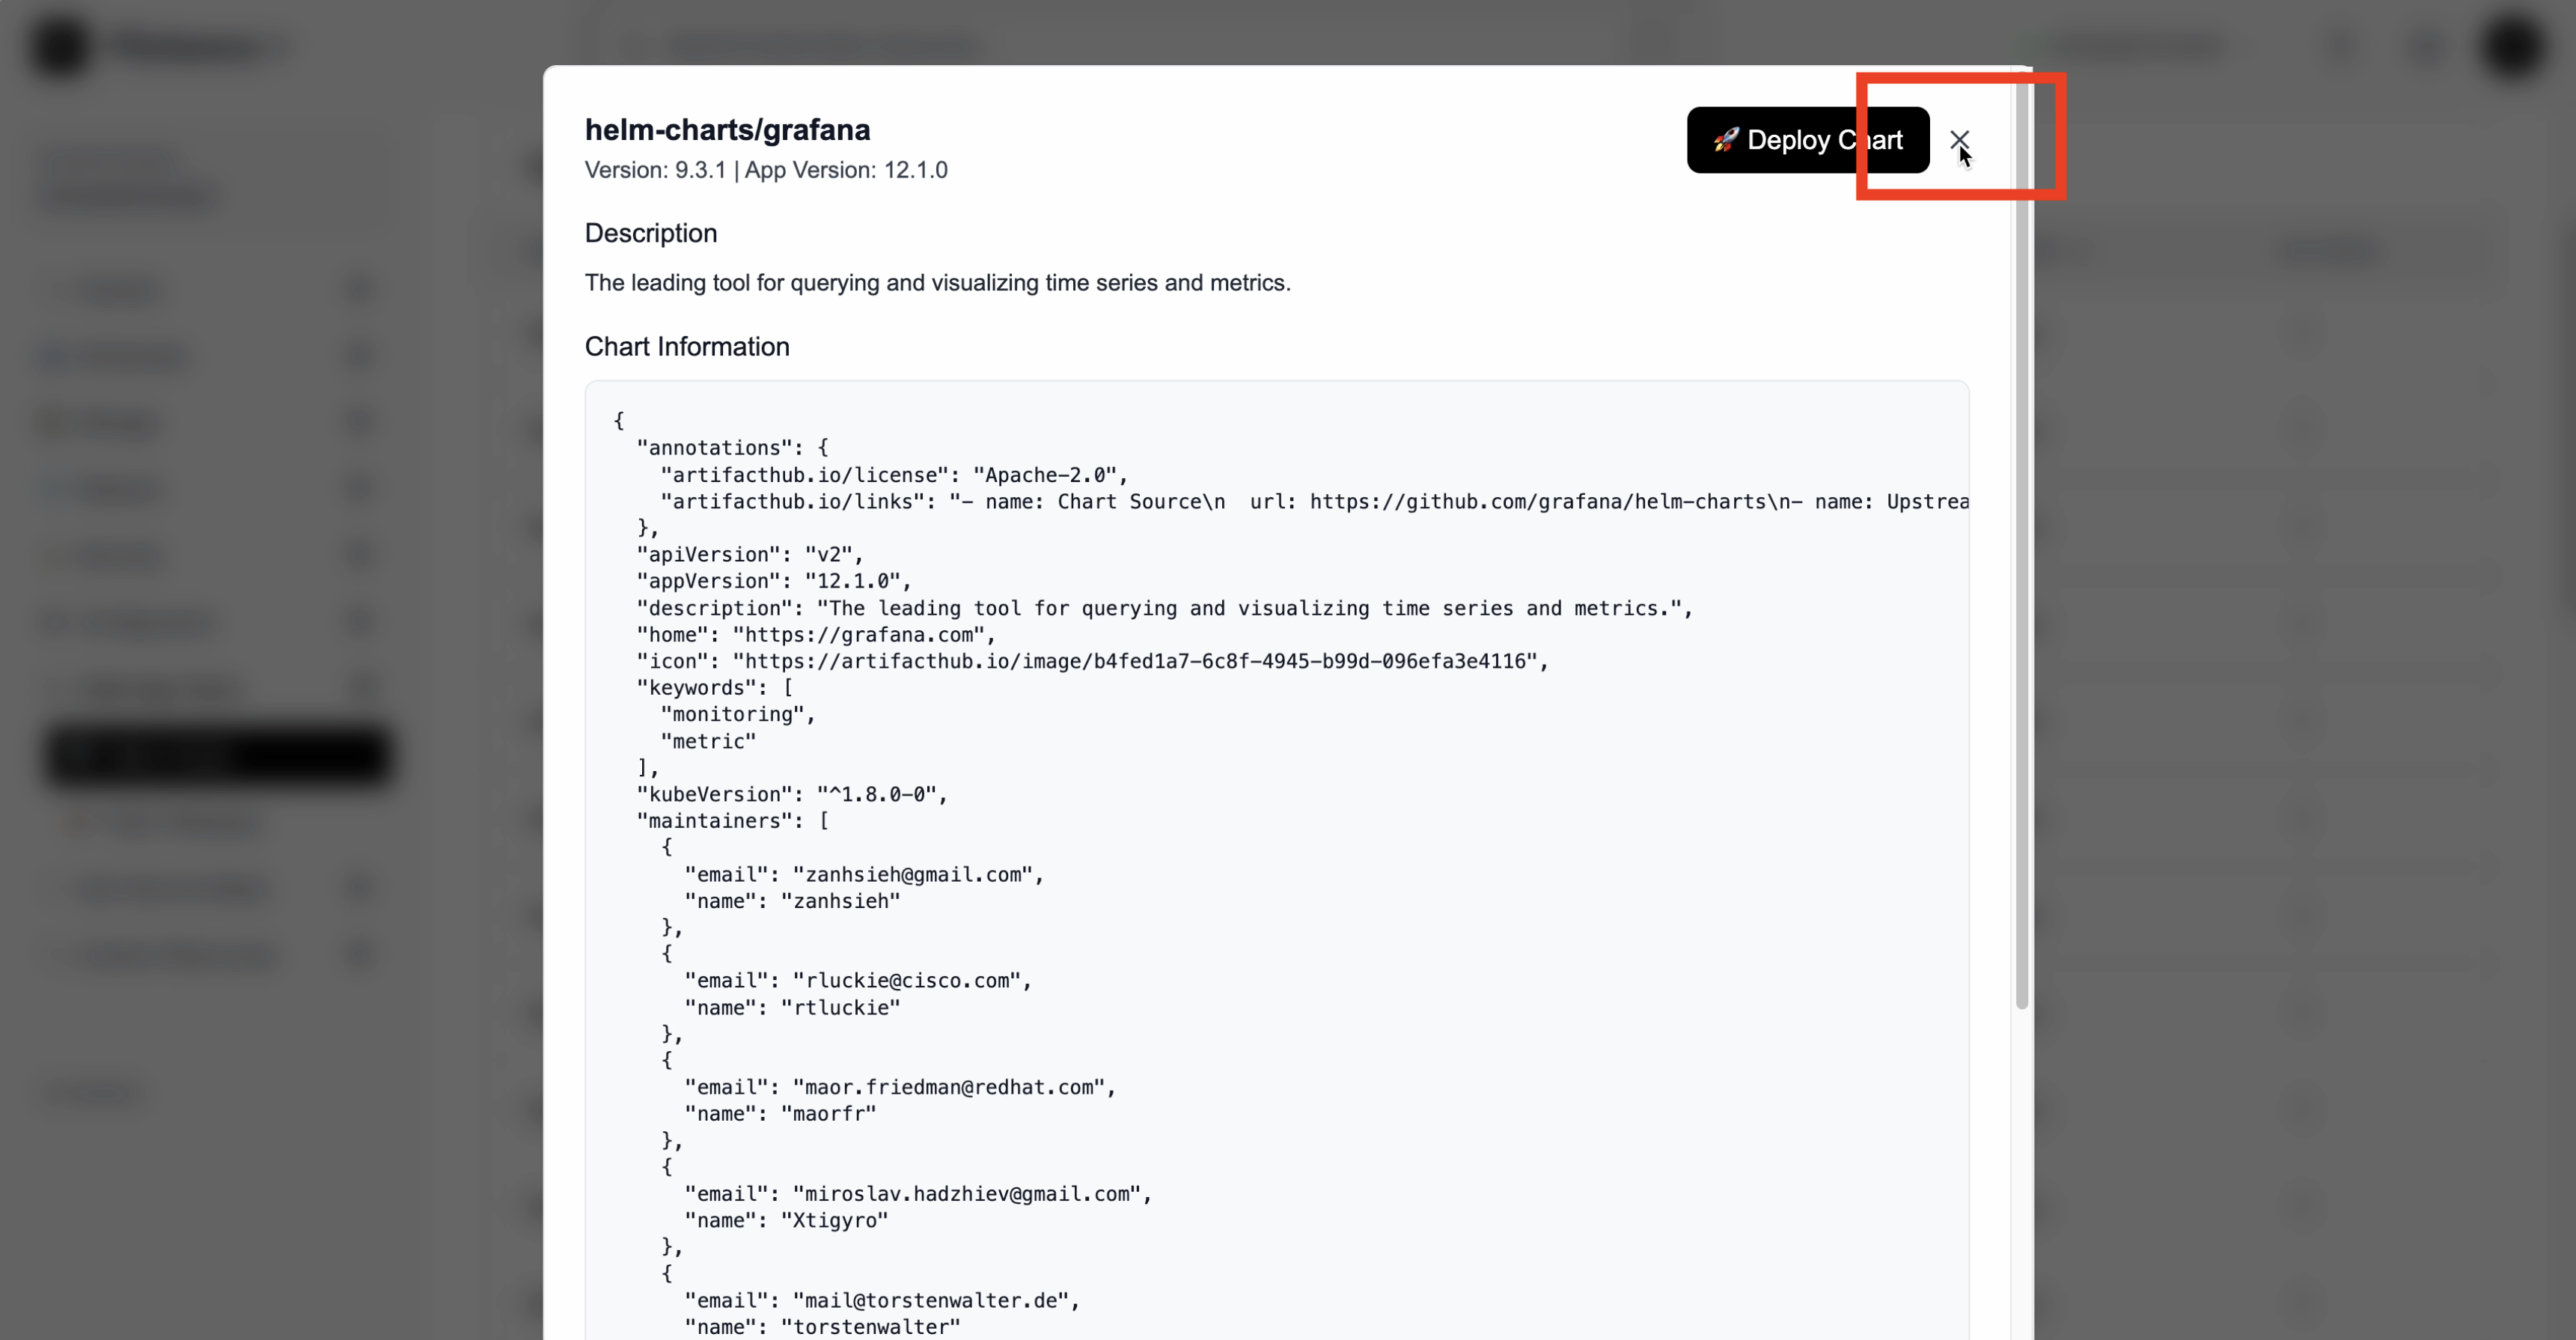 helm-charts/grafana
🚀 Deploy Chart
Version: 9.3.1 | App Version: 12.1.0
Description
The leading tool for querying and visualizing time series and metrics.
Chart Information
{
  "annotations": {
    "artifacthub.io/license": "Apache-2.0",
    "artifacthub.io/links": "- name: Chart Source\n  url: https://github.com/grafana/helm-charts\n- name: Upstrea
  },
  "apiVersion": "v2",
  "appVersion": "12.1.0",
  "description": "The leading tool for querying and visualizing time series and metrics.",
  "home": "https://grafana.com",
  "icon": "https://artifacthub.io/image/b4fed1a7-6c8f-4945-b99d-096efa3e4116",
  "keywords": [
    "monitoring",
    "metric"
  ],
  "kubeVersion": "^1.8.0-0",
  "maintainers": [
    {
      "email": "zanhsieh@gmail.com",
      "name": "zanhsieh"
    },
    {
      "email": "rluckie@cisco.com",
      "name": "rtluckie"
    },
    {
      "email": "maor.friedman@redhat.com",
      "name": "maorfr"
    },
    {
      "email": "miroslav.hadzhiev@gmail.com",
      "name": "Xtigyro"
    },
    {
      "email": "mail@torstenwalter.de",
      "name": "torstenwalter"